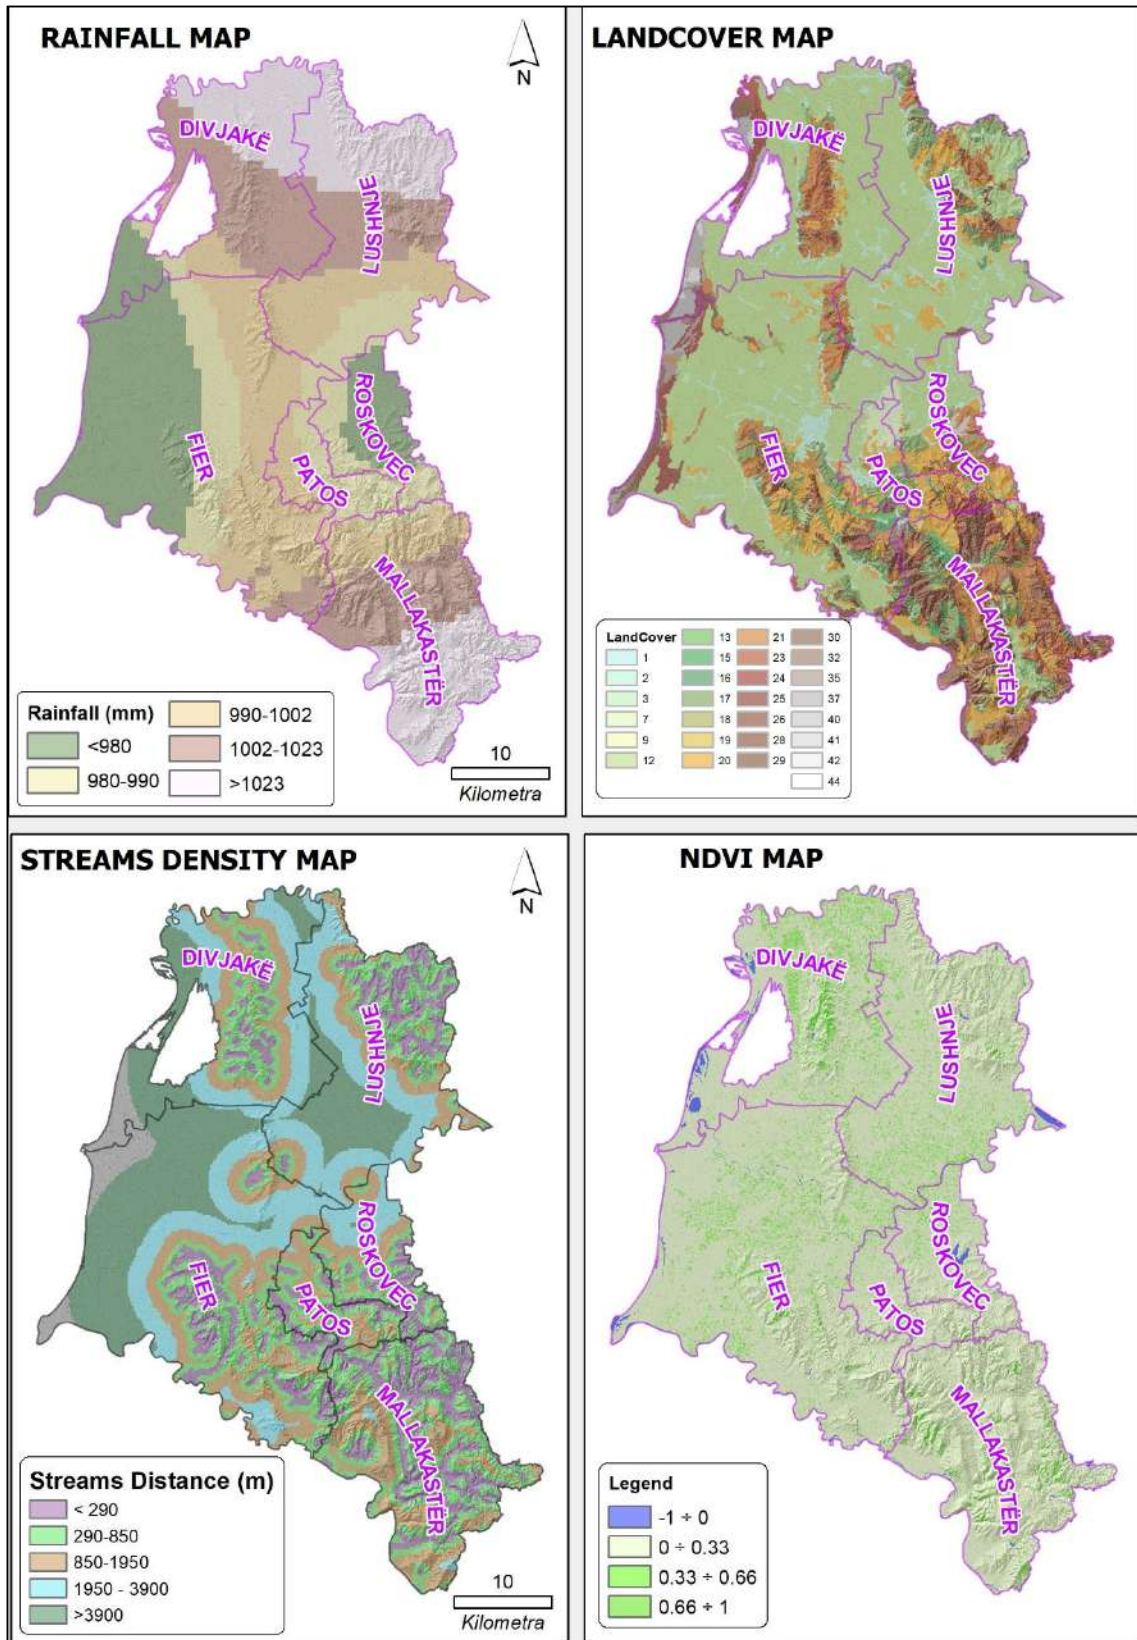 RAINFALL MAP
N
DIVJAKË
LUSHNJE
ROSKOVEC
FIER
PATOS
MALLAKASTËR
Rainfall (mm)
<980
980-990
990-1002
1002-1023
>1023
10
Kilometra
LANDCOVER MAP
N
DIVJAKË
LUSHNJE
ROSKOVEC
FIER
PATOS
MALLAKASTËR
LandCover
1
2
3
7
9
12
13
15
16
17
18
19
20
21
23
24
25
26
28
29
30
32
35
37
40
41
42
44
STREAMS DENSITY MAP
N
DIVJAKË
LUSHNJE
ROSKOVEC
FIER
PATOS
MALLAKASTËR
Streams Distance (m)
< 290
290-850
850-1950
1950 - 3900
>3900
10
Kilometra
NDVI MAP
DIVJAKË
LUSHNJE
ROSKOVEC
FIER
PATOS
MALLAKASTËR
Legend
-1 ÷ 0
0 ÷ 0.33
0.33 ÷ 0.66
0.66 ÷ 1